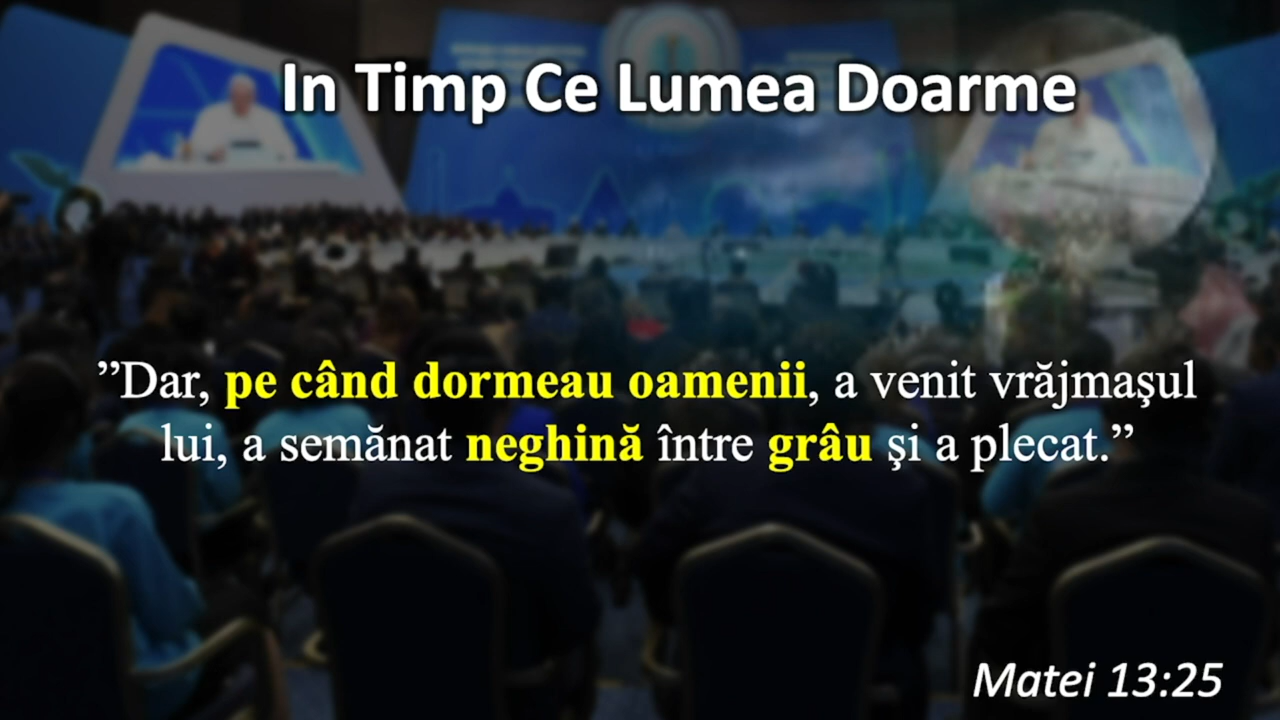 In Timp Ce Lumea Doarme
”Dar, pe când dormeau oamenii, a venit vrăjmaşul
lui, a semănat neghină între grâu şi a plecat.”
Matei 13:25